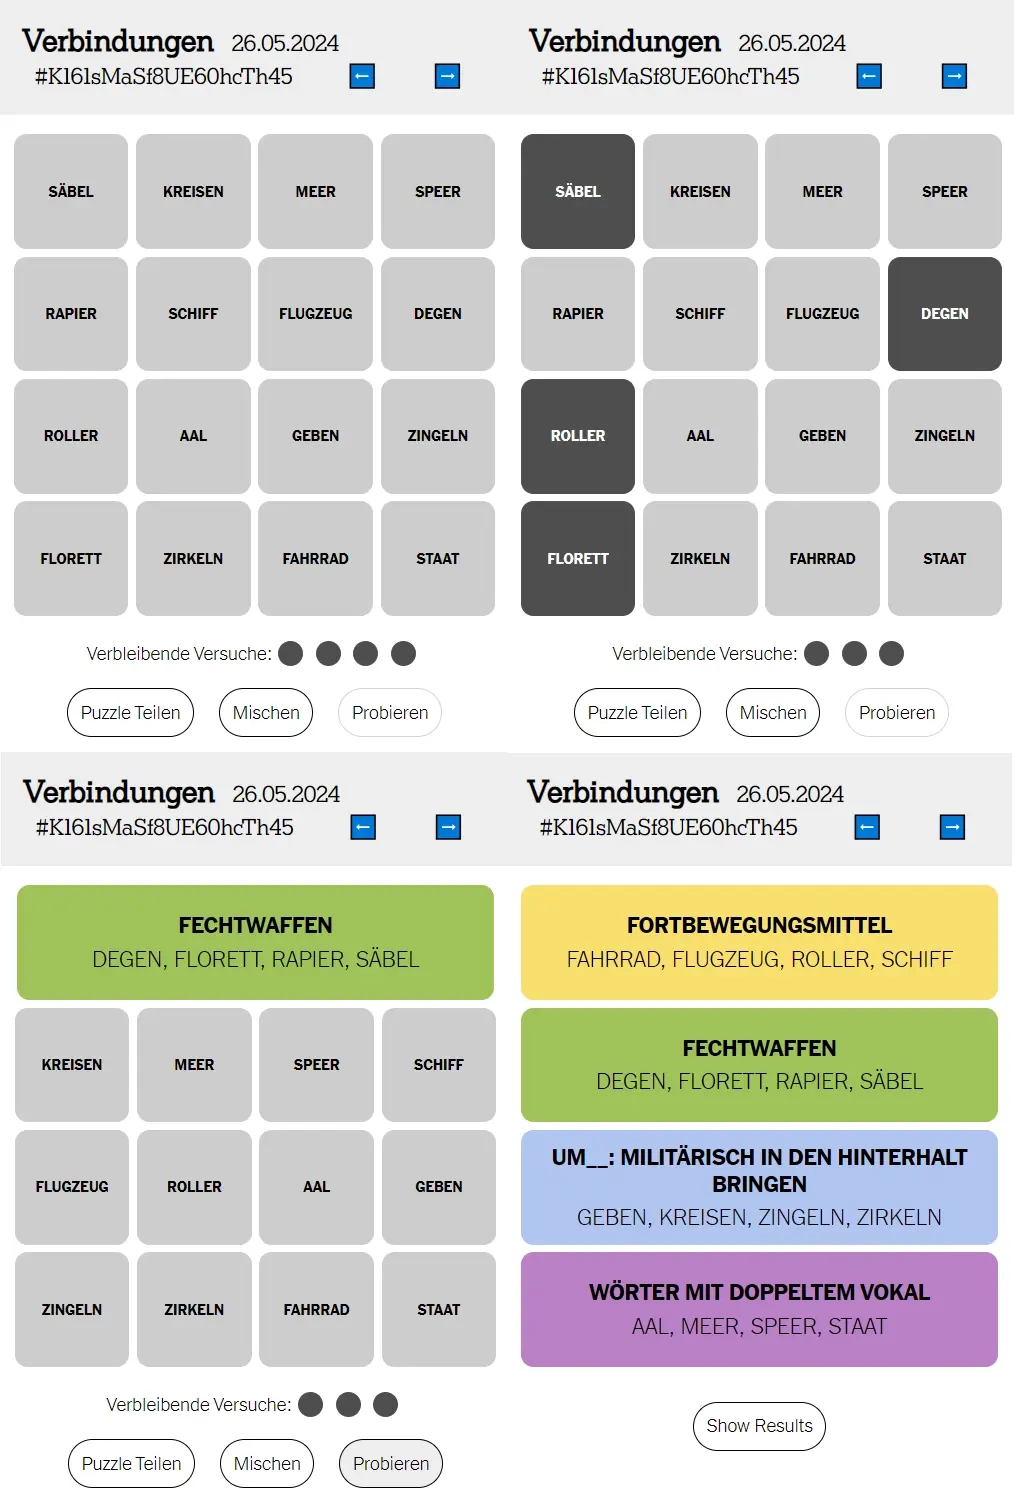 Verbindungen 26.05.2024
#K161sMaSf8UE60hcTh45 ← →
SÄBEL KREISEN MEER SPEER
RAPIER SCHIFF FLUGZEUG DEGEN
ROLLER AAL GEBEN ZINGELN
FLORETT ZIRKELN FAHRRAD STAAT
Verbleibende Versuche:
Puzzle Teilen Mischen Probieren
Verbindungen 26.05.2024
#K161sMaSf8UE60hcTh45 ← →
SÄBEL KREISEN MEER SPEER
RAPIER SCHIFF FLUGZEUG DEGEN
ROLLER AAL GEBEN ZINGELN
FLORETT ZIRKELN FAHRRAD STAAT
Verbleibende Versuche:
Puzzle Teilen Mischen Probieren
Verbindungen 26.05.2024
#K161sMaSf8UE60hcTh45 ← →
FECHTWAFFEN
DEGEN, FLORETT, RAPIER, SÄBEL
KREISEN MEER SPEER SCHIFF
FLUGZEUG ROLLER AAL GEBEN
ZINGELN ZIRKELN FAHRRAD STAAT
Verbleibende Versuche:
Puzzle Teilen Mischen Probieren
Verbindungen 26.05.2024
#K161sMaSf8UE60hcTh45 ← →
FORTBEWEGUNGSMITTEL
FAHRRAD, FLUGZEUG, ROLLER, SCHIFF
FECHTWAFFEN
DEGEN, FLORETT, RAPIER, SÄBEL
UM__: MILITÄRISCH IN DEN HINTERHALT
BRINGEN
GEBEN, KREISEN, ZINGELN, ZIRKELN
WÖRTER MIT DOPPELTEM VOKAL
AAL, MEER, SPEER, STAAT
Show Results